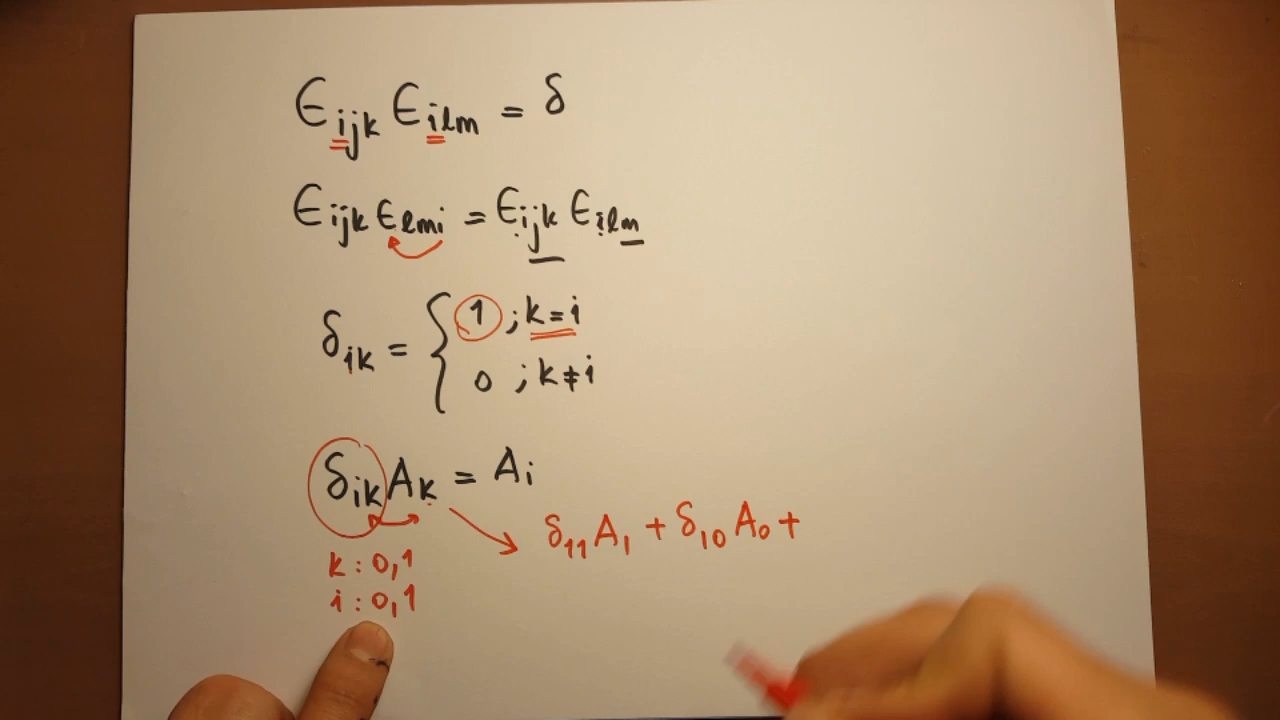 ϵijk ϵilm = δ
ϵijk ϵlmi = ϵijk ϵilm
δik = { 1 ; k=i
0 ; k≠i
δik Ak = Ai
δ11 A1 + δ10 A0 +
k : 0,1
i : 0,1